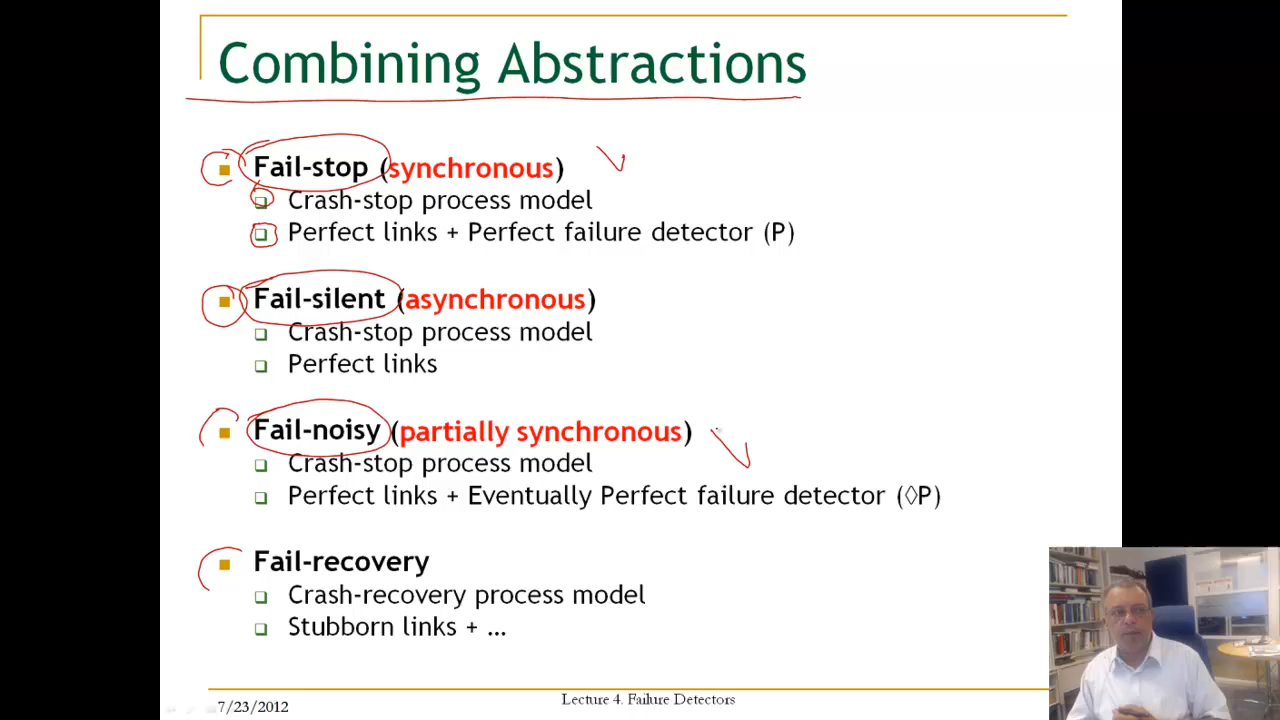 Combining Abstractions
Fail-stop (synchronous)
Crash-stop process model
Perfect links + Perfect failure detector (P)
Fail-silent (asynchronous)
Crash-stop process model
Perfect links
Fail-noisy (partially synchronous)
Crash-stop process model
Perfect links + Eventually Perfect failure detector (◊P)
Fail-recovery
Crash-recovery process model
Stubborn links + ...
7/23/2012
Lecture 4. Failure Detectors